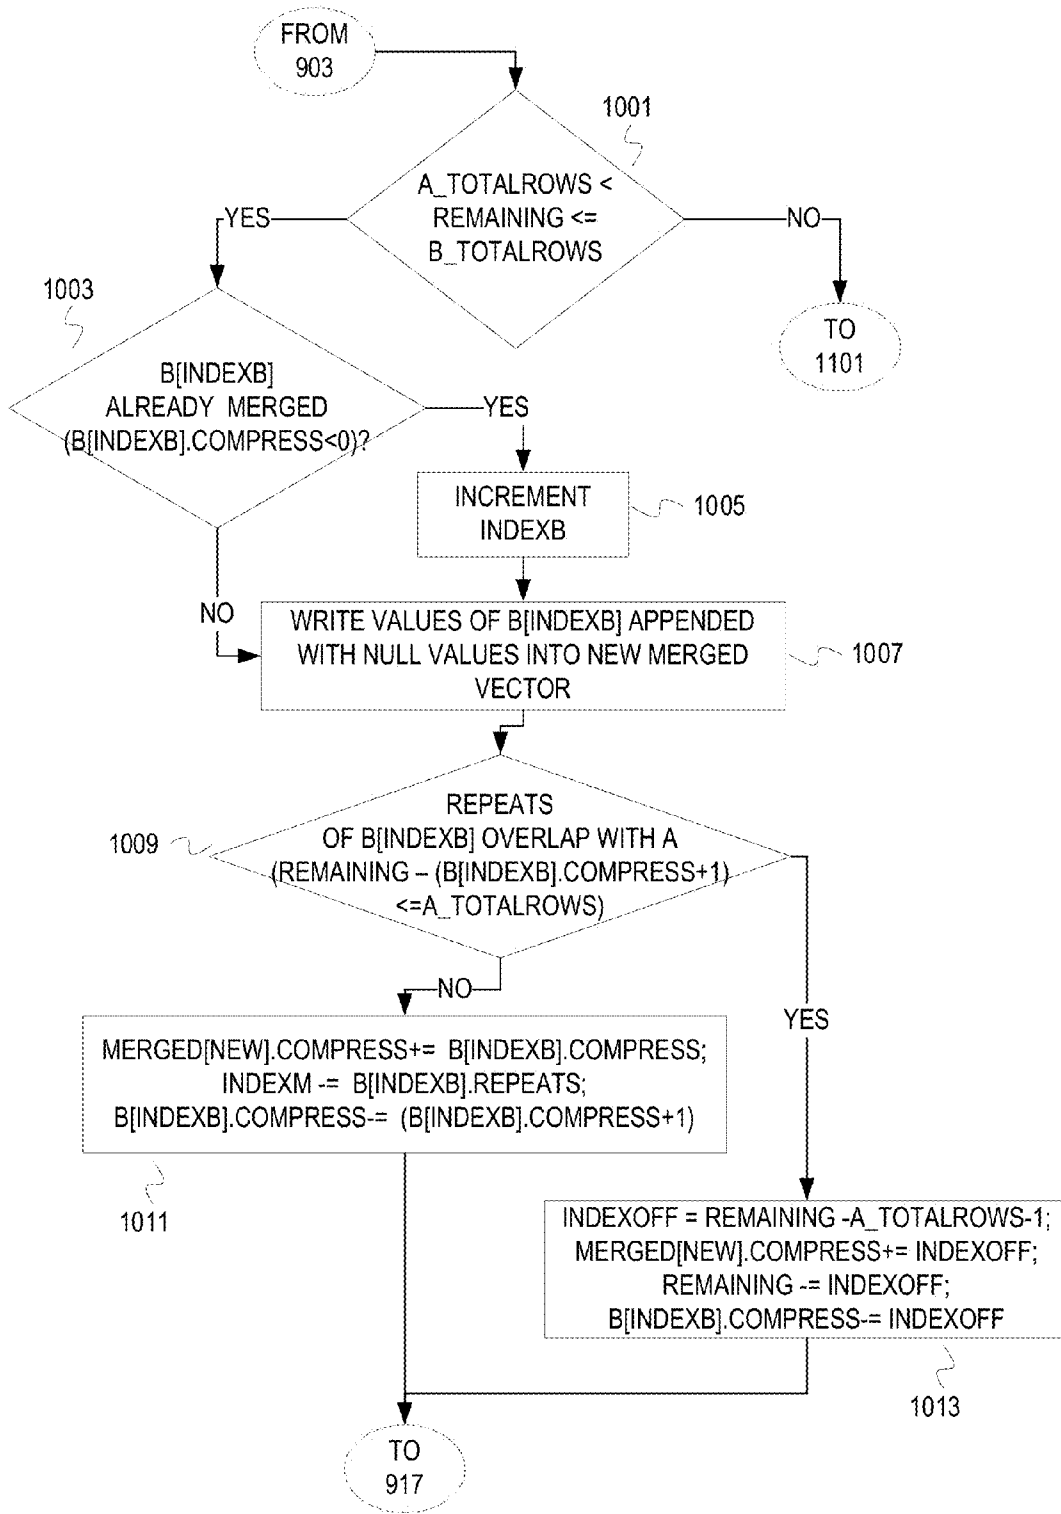 FROM
903
1001
A_TOTALROWS <
REMAINING <=
B_TOTALROWS
YES
NO
1003
TO
1101
B[INDEXB]
ALREADY MERGED
(B[INDEXB].COMPRESS<0)?
YES
INCREMENT
INDEXB
1005
NO
WRITE VALUES OF B[INDEXB] APPENDED
WITH NULL VALUES INTO NEW MERGED
VECTOR
1007
REPEATS
OF B[INDEXB] OVERLAP WITH A
(REMAINING – (B[INDEXB].COMPRESS+1)
<=A_TOTALROWS)
1009
NO
YES
MERGED[NEW].COMPRESS+= B[INDEXB].COMPRESS;
INDEXM -= B[INDEXB].REPEATS;
B[INDEXB].COMPRESS-= (B[INDEXB].COMPRESS+1)
1011
INDEXOFF = REMAINING -A_TOTALROWS-1;
MERGED[NEW].COMPRESS+= INDEXOFF;
REMAINING -= INDEXOFF;
B[INDEXB].COMPRESS-= INDEXOFF
1013
TO
917